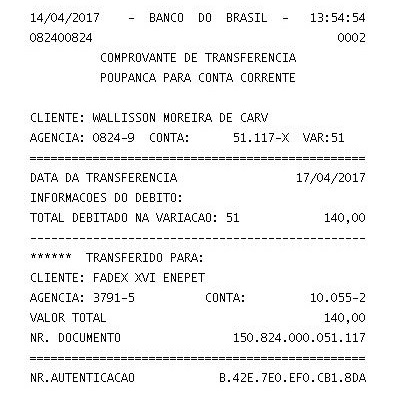 14/04/2017 - BANCO DO BRASIL - 13:54:54
082400824 0002
COMPROVANTE DE TRANSFERENCIA
POUPANCA PARA CONTA CORRENTE
CLIENTE: WALLISSON MOREIRA DE CARV
AGENCIA: 0824-9 CONTA: 51.117-X VAR:51
================================================
DATA DA TRANSFERENCIA 17/04/2017
INFORMACOES DO DEBITO:
TOTAL DEBITADO NA VARIACAO: 51 140,00
------------------------------------------------
****** TRANSFERIDO PARA:
CLIENTE: FADEX XVI ENEPET
AGENCIA: 3791-5 CONTA: 10.055-2
VALOR TOTAL 140,00
NR. DOCUMENTO 150.824.000.051.117
================================================
NR.AUTENTICACAO B.42E.7E0.EF0.CB1.8DA